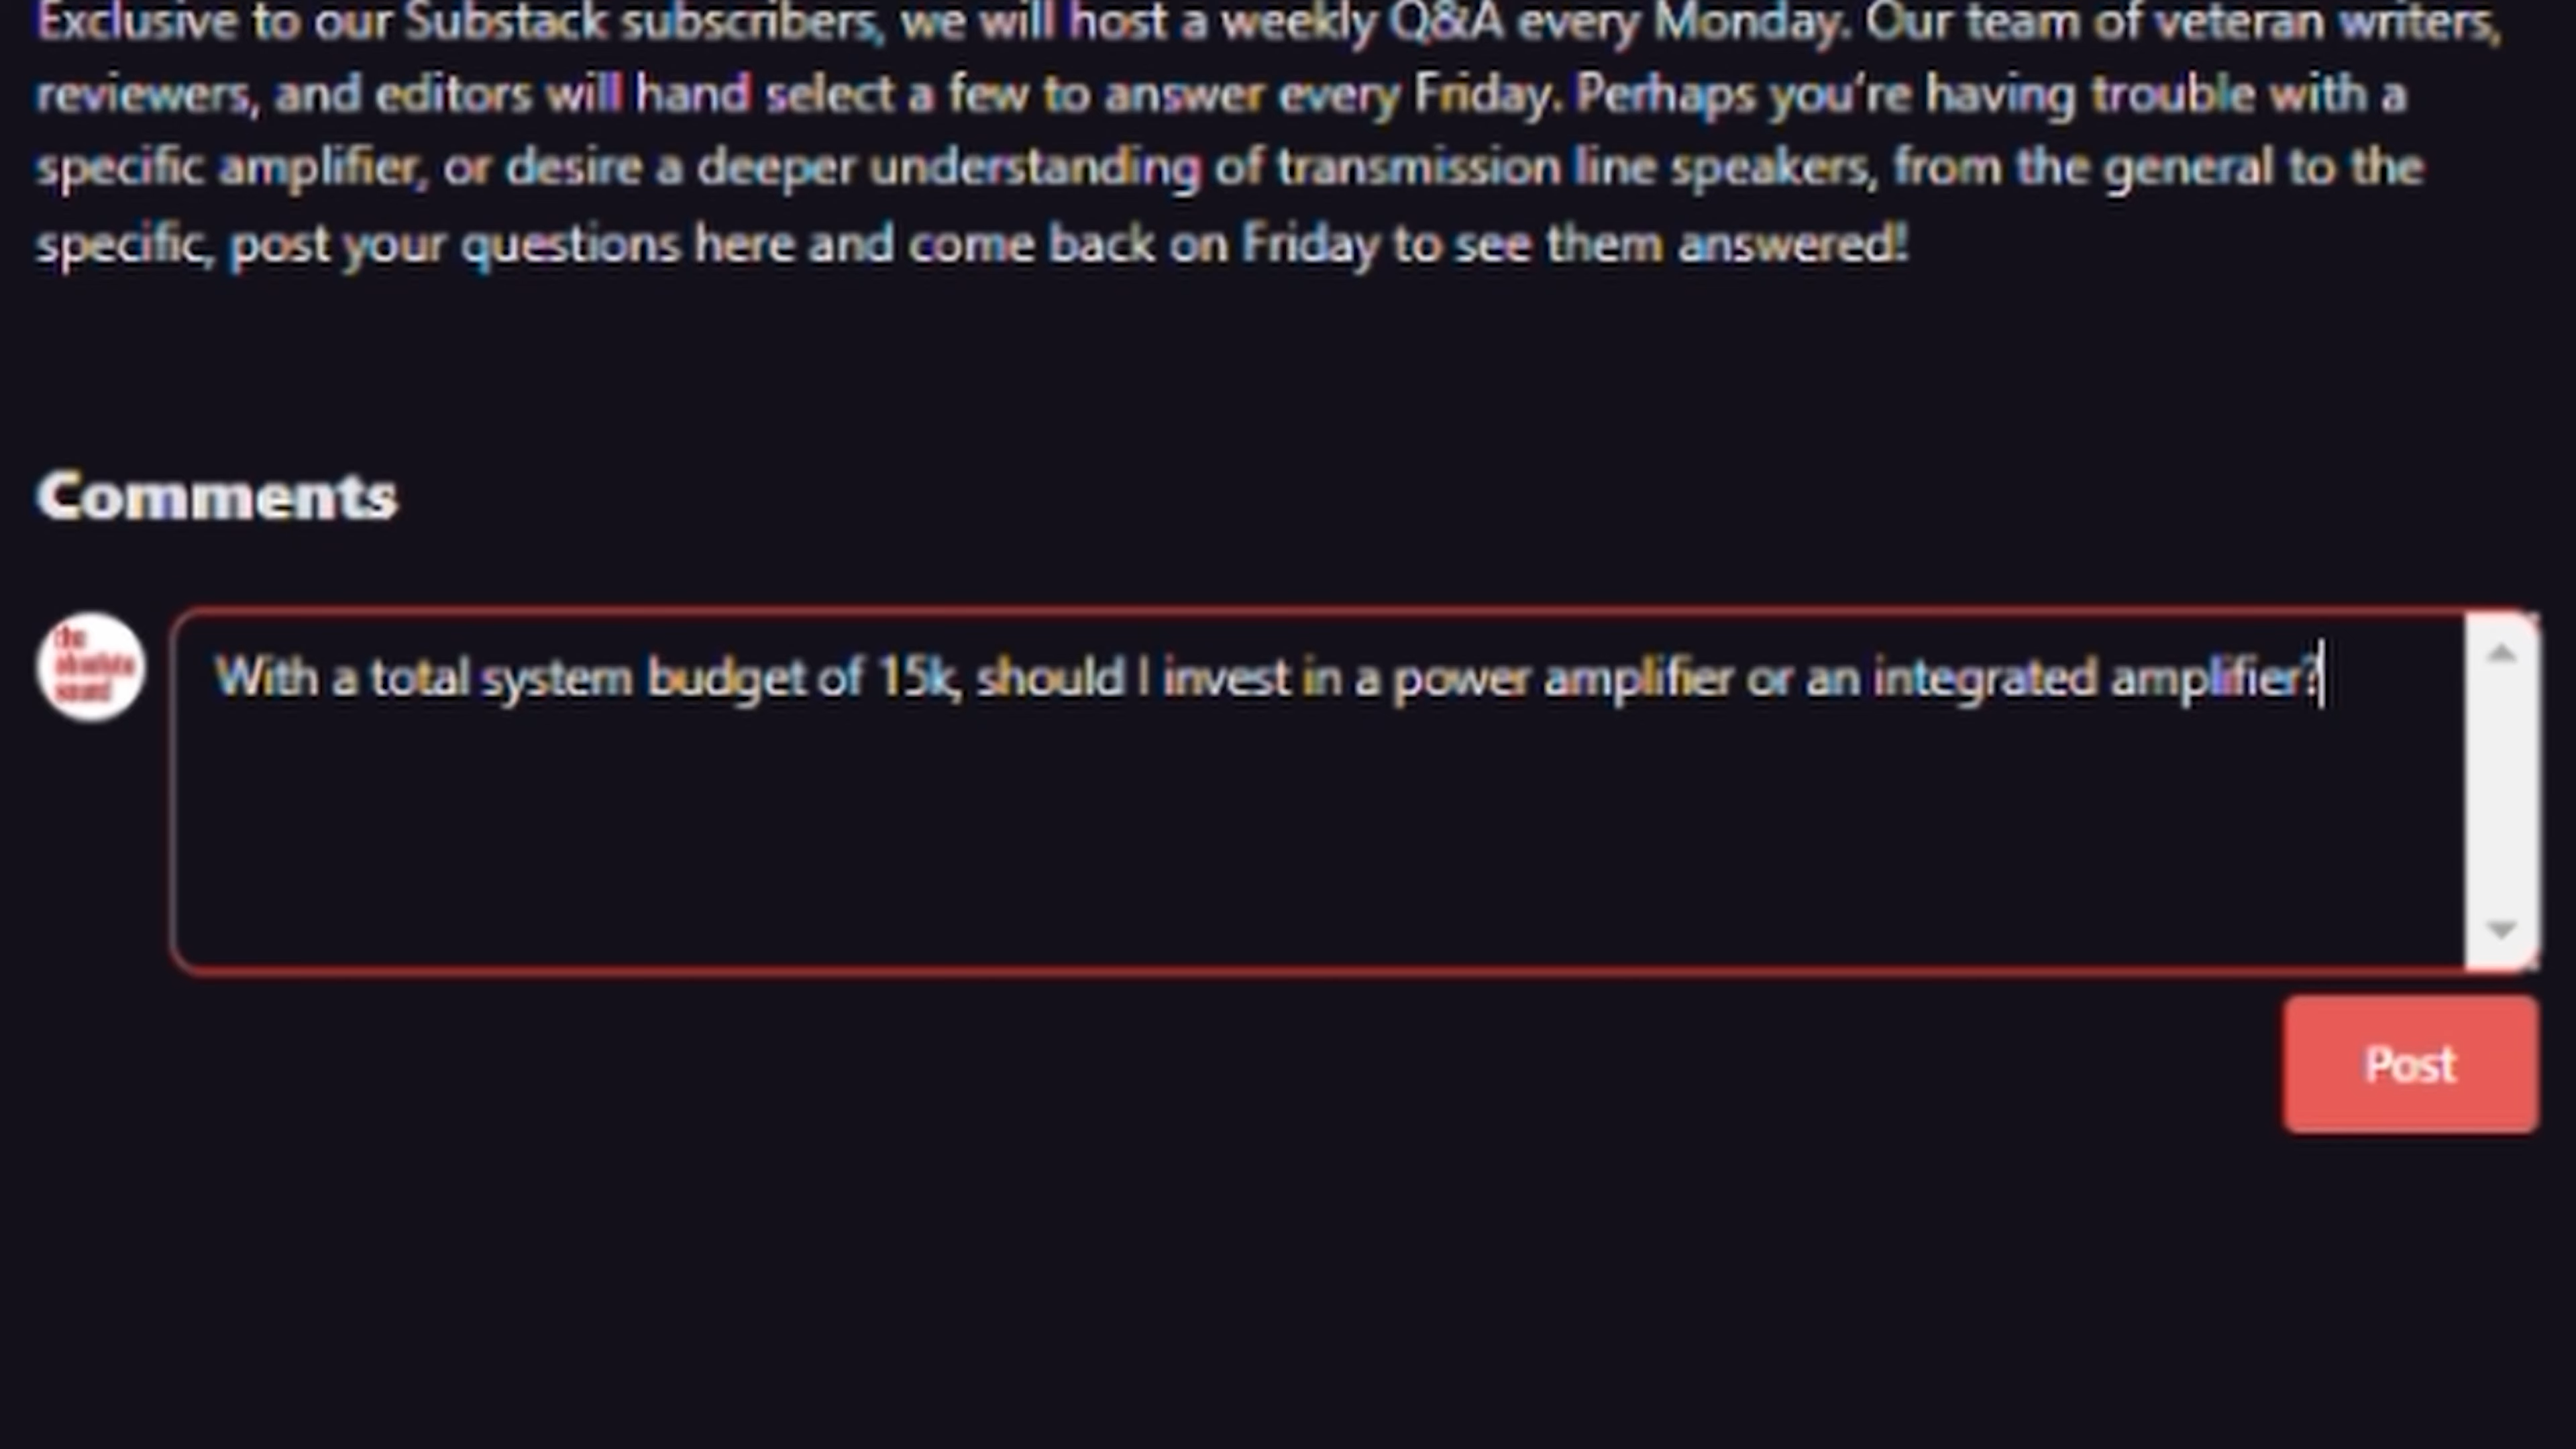 Exclusive to our Substack subscribers, we will host a weekly Q&A every Monday. Our team of veteran writers,
reviewers, and editors will hand select a few to answer every Friday. Perhaps you're having trouble with a
specific amplifier, or desire a deeper understanding of transmission line speakers, from the general to the
specific, post your questions here and come back on Friday to see them answered!
Comments
the
absolute
sound
With a total system budget of 15k, should I invest in a power amplifier or an integrated amplifier?
Post